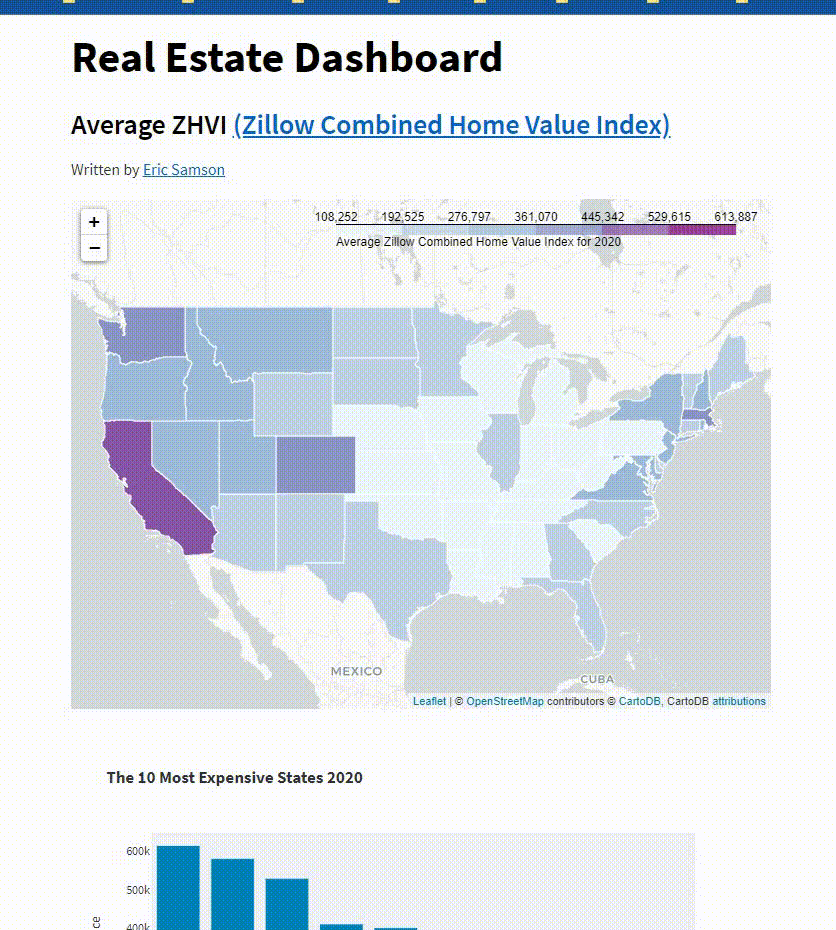 Real Estate Dashboard
Average ZHVI (Zillow Combined Home Value Index)
Written by Eric Samson
+
−
108,252 192,525 276,797 361,070 445,342 529,615 613,887
Average Zillow Combined Home Value Index for 2020
MEXICO
CUBA
Leaflet | © OpenStreetMap contributors © CartoDB, CartoDB attributions
The 10 Most Expensive States 2020
600k
500k
400k